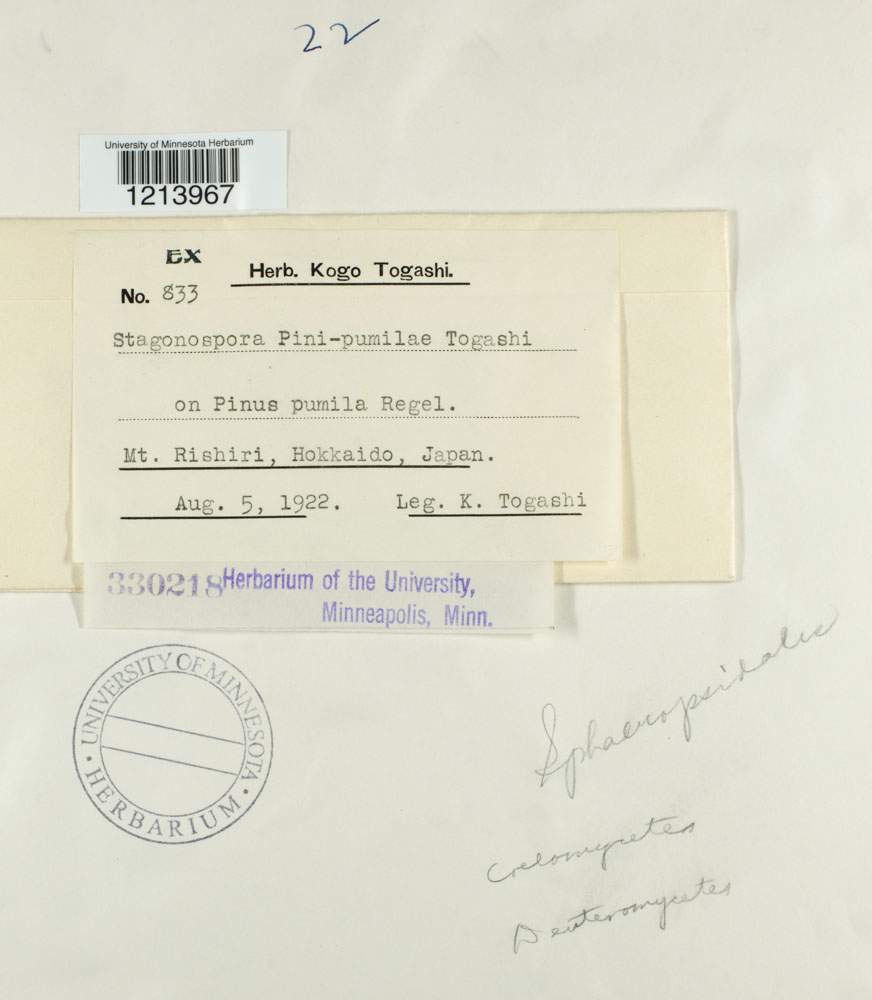 22
University of Minnesota Herbarium
1213967
EX
Herb. Kogo Togashi.
No. 833
Stagonospora Pini-pumilae Togashi
on Pinus pumila Regel.
Mt. Rishiri, Hokkaido, Japan.
Aug. 5, 1922. Leg. K. Togashi
330218 Herbarium of the University,
Minneapolis, Minn.
UNIVERSITY OF MINNESOTA
• HERBARIUM •
Sphaeropsidales
Coelomycetes
Deuteromycetes